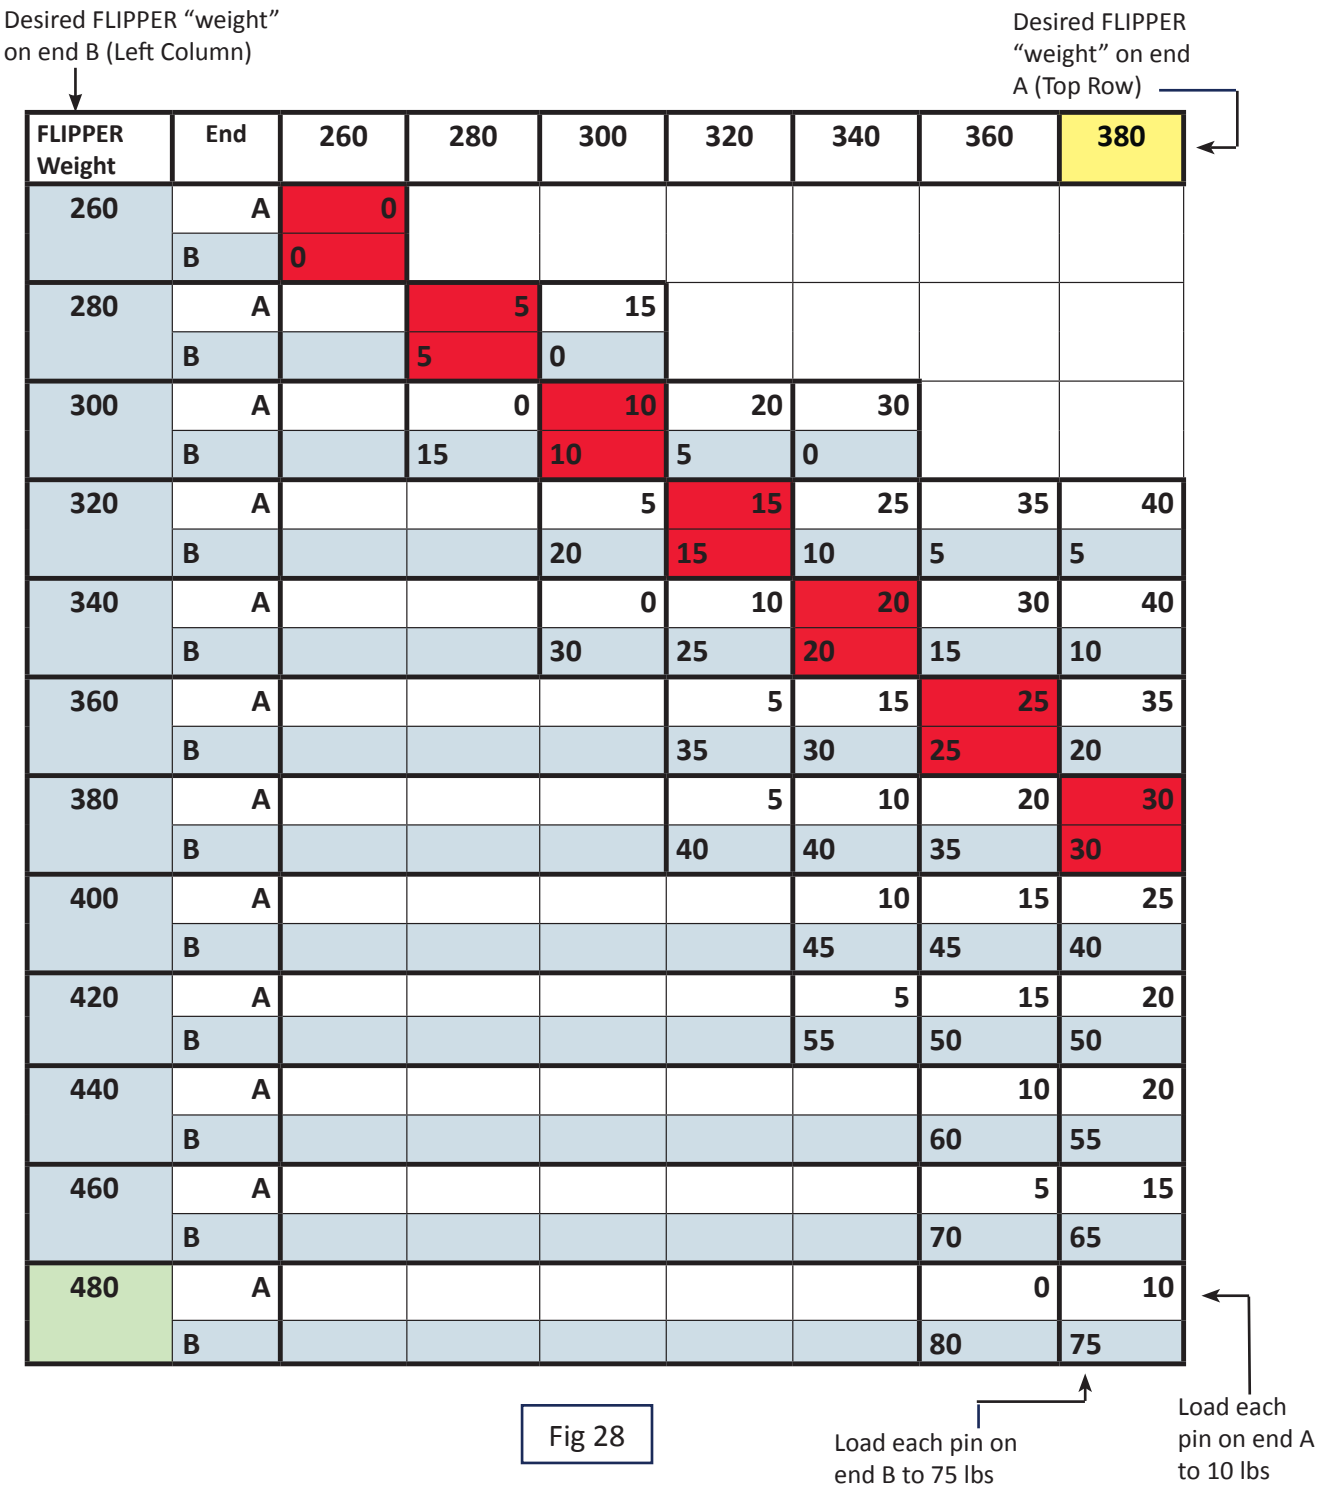 Desired FLIPPER “weight”
on end B (Left Column)
Desired FLIPPER
“weight” on end
A (Top Row)
FLIPPER Weight End 260 280 300 320 340 360 380
260 A 0
B 0
280 A 5 15
B 5 0
300 A 0 10 20 30
B 15 10 5 0
320 A 5 15 25 35 40
B 20 15 10 5 5
340 A 0 10 20 30 40
B 30 25 20 15 10
360 A 5 15 25 35
B 35 30 25 20
380 A 5 10 20 30
B 40 40 35 30
400 A 10 15 25
B 45 45 40
420 A 5 15 20
B 55 50 50
440 A 10 20
B 60 55
460 A 5 15
B 70 65
480 A 0 10
B 80 75
Fig 28
Load each pin on
end B to 75 lbs
Load each
pin on end A
to 10 lbs